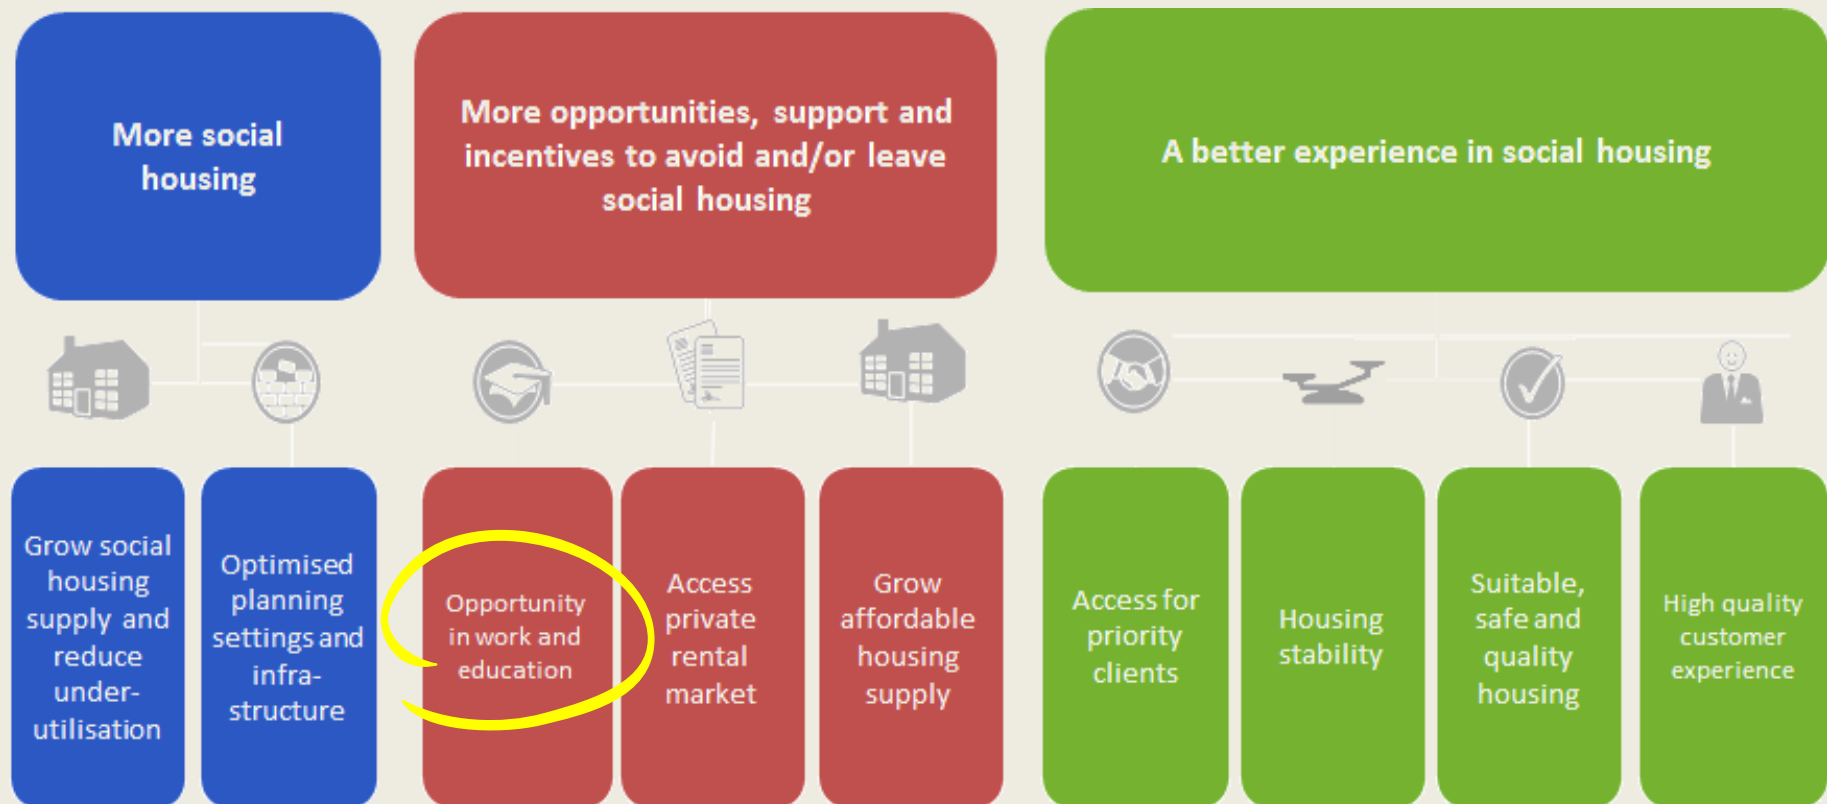 More social
housing
More opportunities, support and
incentives to avoid and/or leave
social housing
A better experience in social housing
Grow social
housing
supply and
reduce
under-
utilisation
Optimised
planning
settings and
infra-
structure
Opportunity
in work and
education
Access
private
rental
market
Grow
affordable
housing
supply
Access for
priority
clients
Housing
stability
Suitable,
safe and
quality
housing
High quality
customer
experience